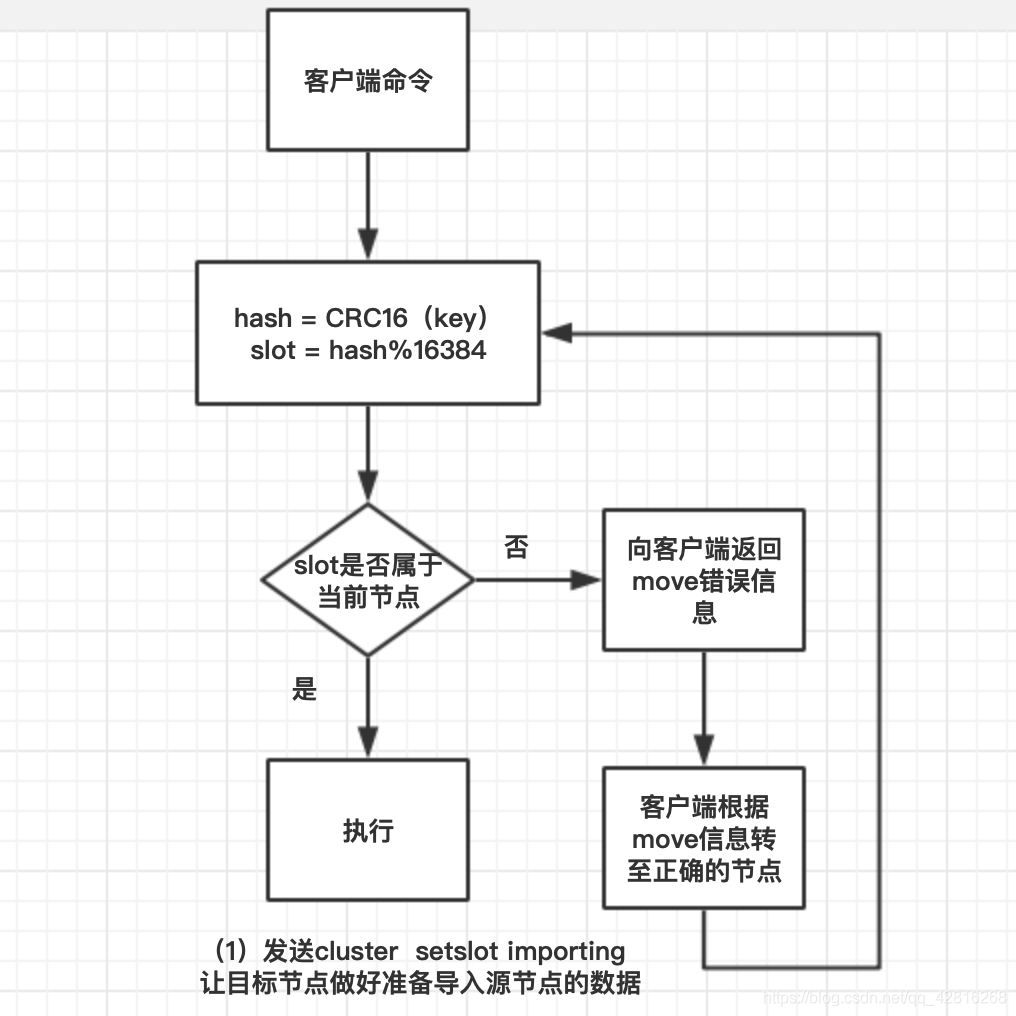 客户端命令
hash = CRC16（key）
slot = hash%16384
slot是否属于
当前节点
否
向客户端返回
move错误信
息
是
执行
客户端根据
move信息转
至正确的节点
（1）发送cluster  setslot importing
让目标节点做好准备导入源节点的数据
https://blog.csdn.net/qq_42816268